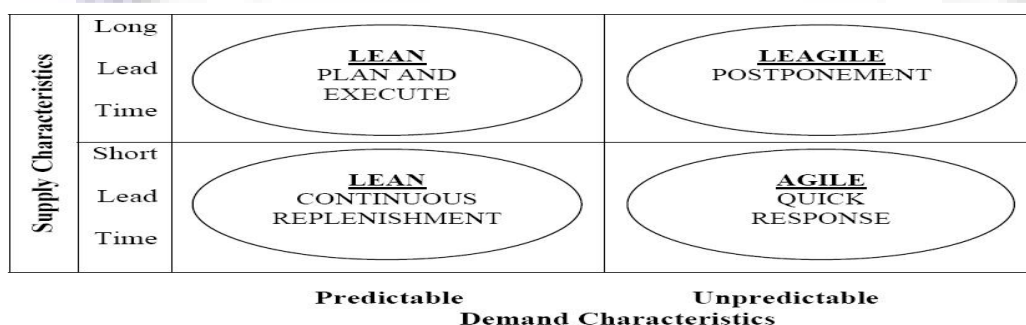 Supply Characteristics
Long
Lead
Time
LEAN
PLAN AND
EXECUTE
LEAGILE
POSTPONEMENT
Short
Lead
Time
LEAN
CONTINUOUS
REPLENISHMENT
AGILE
QUICK
RESPONSE
Predictable Unpredictable
Demand Characteristics